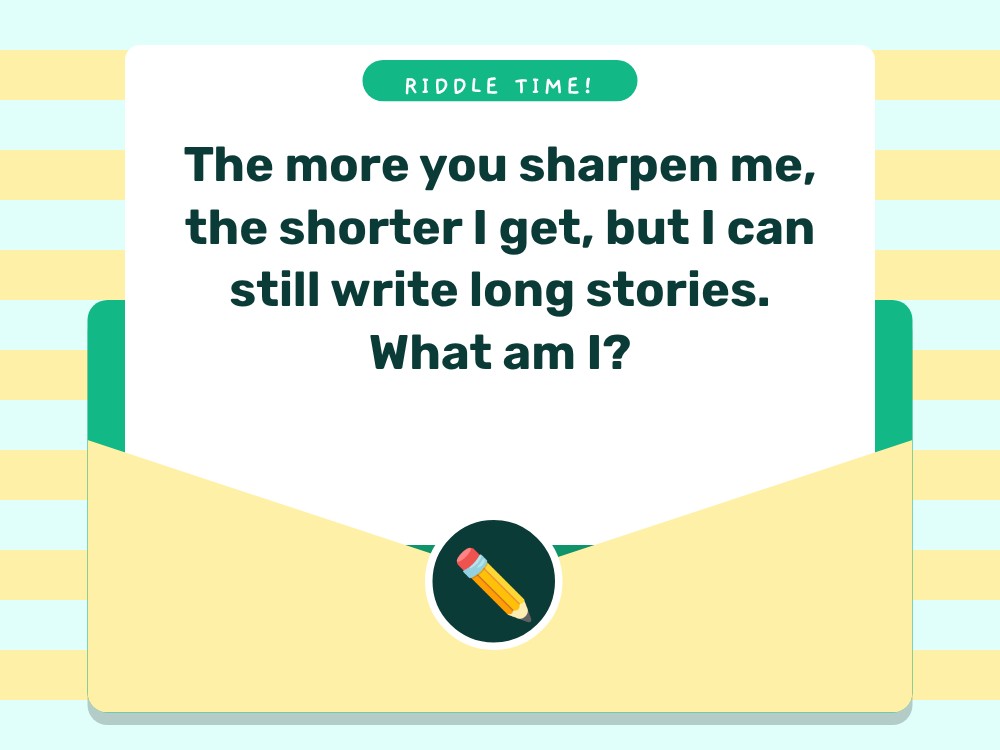 RIDDLE TIME!
The more you sharpen me,
the shorter I get, but I can
still write long stories.
What am I?